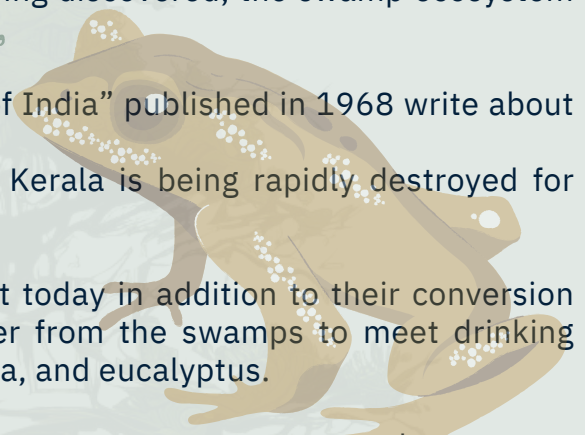 ing discovered, the swamp ecosystem
f India” published in 1968 write about
Kerala is being rapidly destroyed for
t today in addition to their conversion
er from the swamps to meet drinking
a, and eucalyptus.